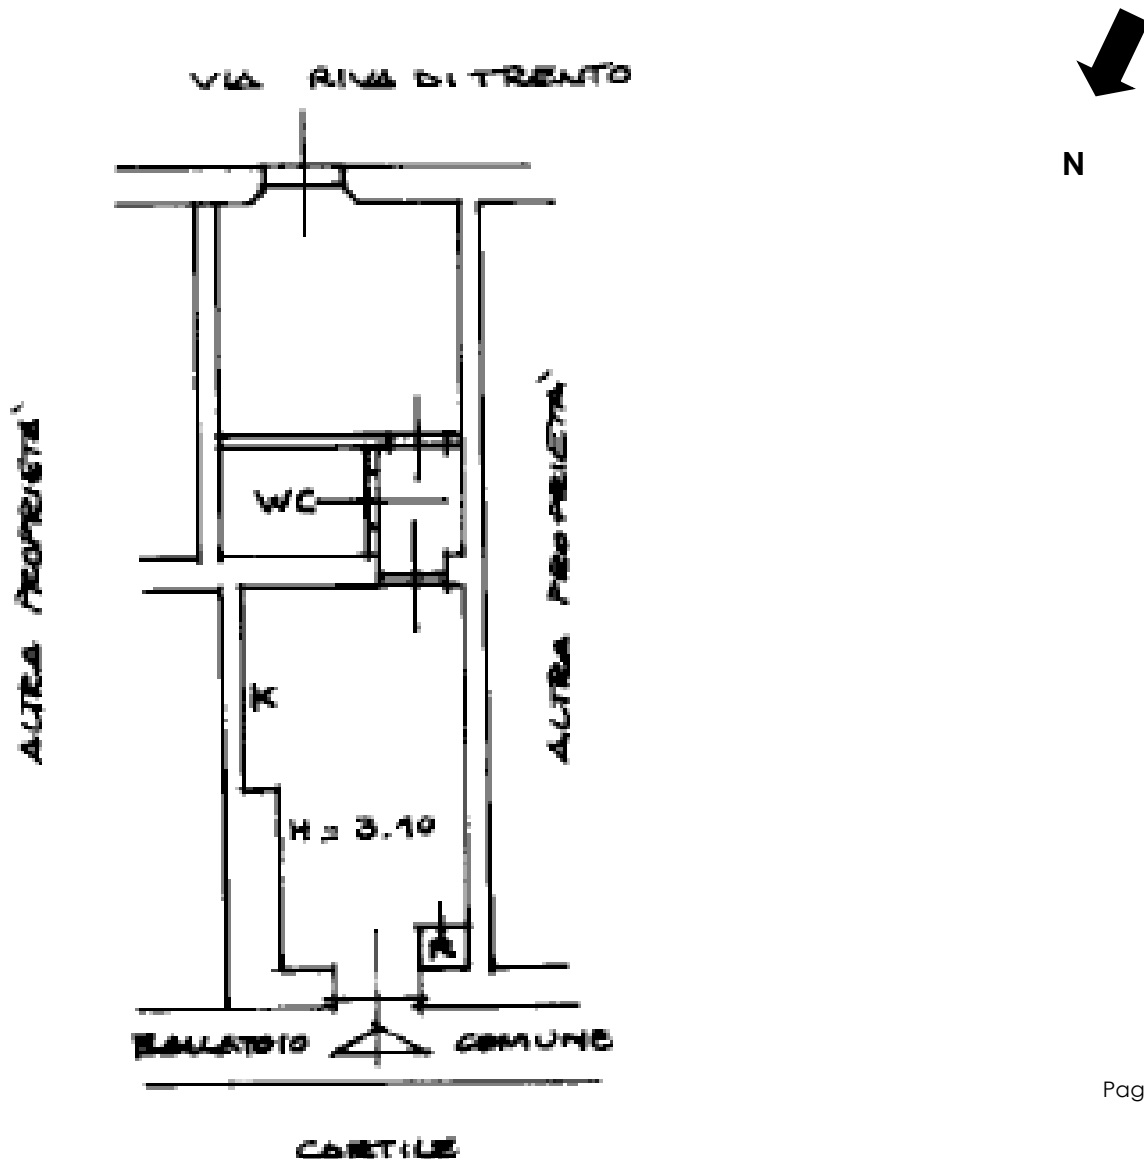 VIA RIVA DI TRENTO
N
ALTRA PROPRIETÀ
ALTRA PROPRIETÀ
WC
K
H = 3.10
R
BALLATOIO COMUNE
Pag
CORTILE